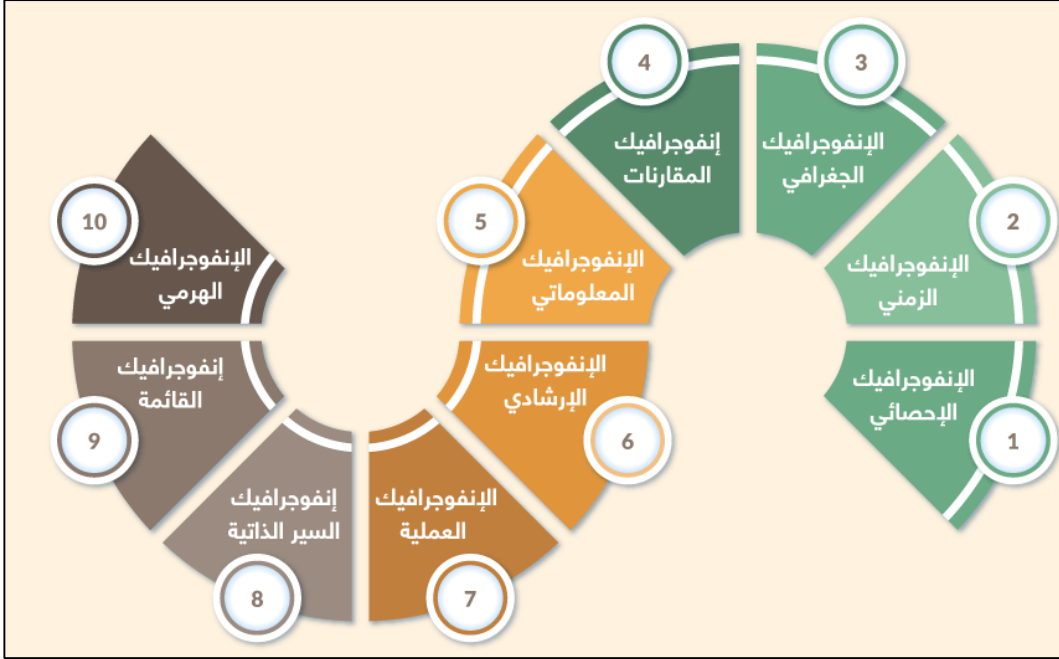 1
الإنفوجرافيك
الإحصائي
2
الإنفوجرافيك
الزمني
3
الإنفوجرافيك
الجغرافي
4
إنفوجرافيك
المقارنات
5
الإنفوجرافيك
المعلوماتي
6
الإنفوجرافيك
الإرشادي
7
الإنفوجرافيك
العملية
8
إنفوجرافيك
السير الذاتية
9
إنفوجرافيك
القائمة
10
الإنفوجرافيك
الهرمي